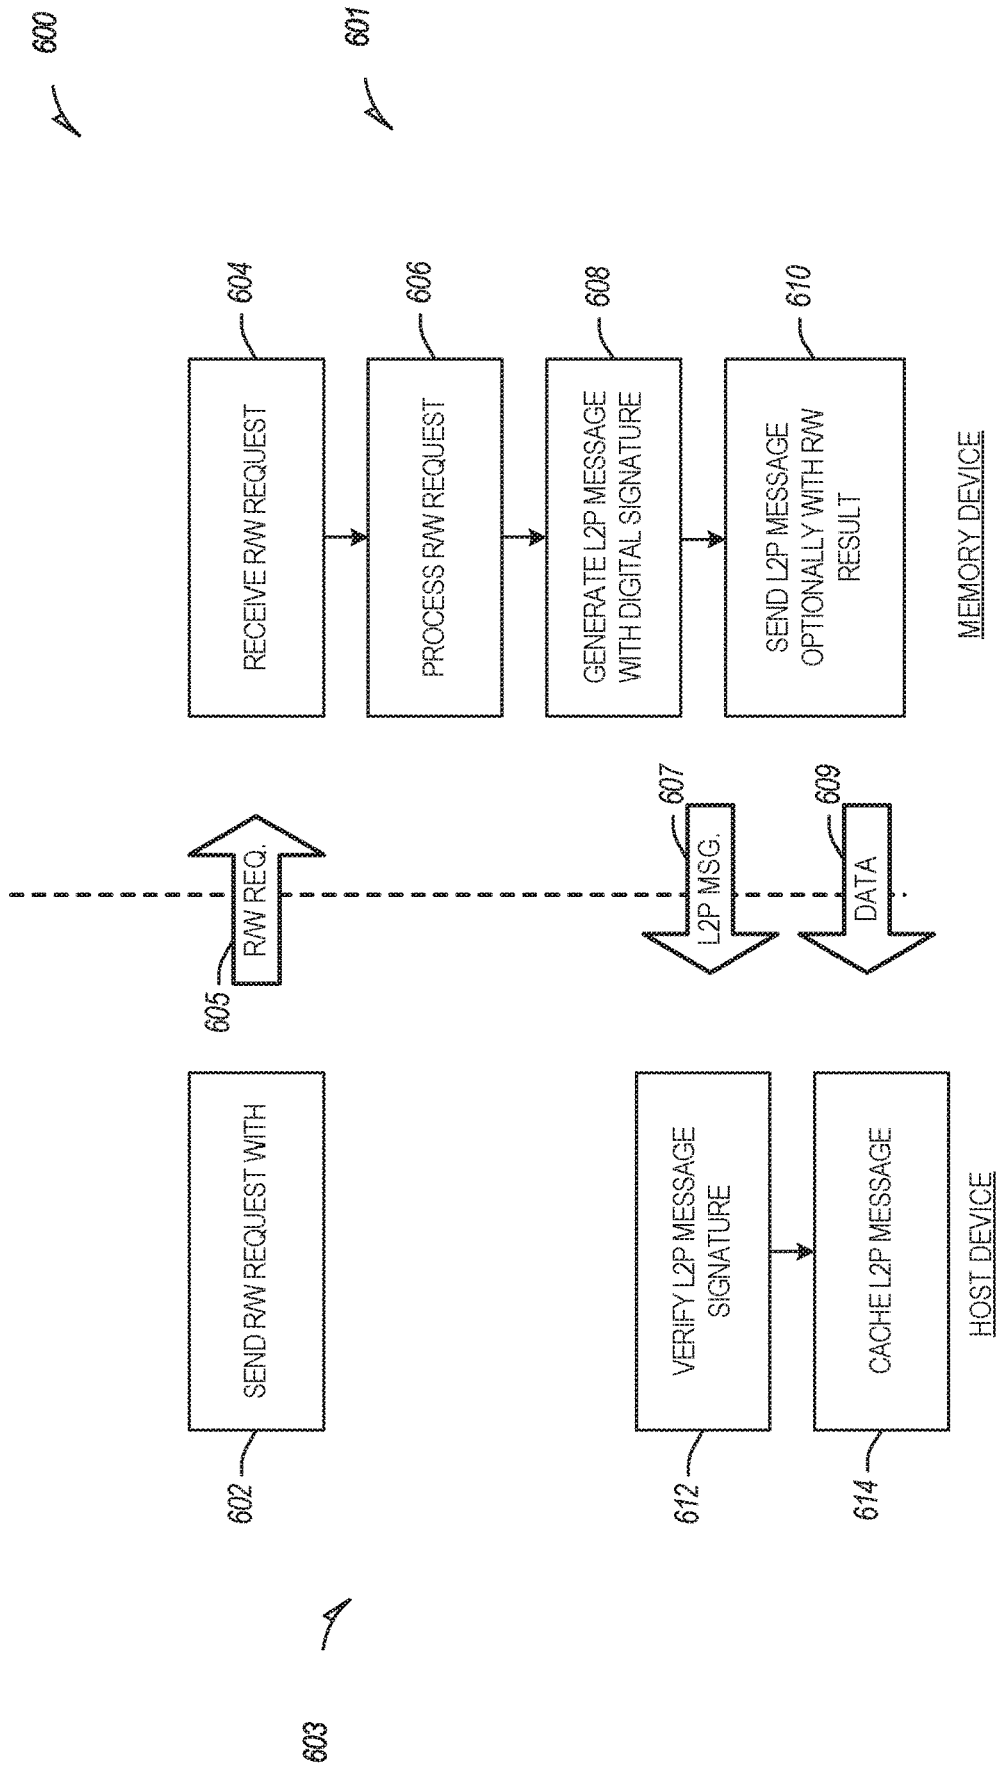 600
601
603
602
SEND R/W REQUEST WITH
605
R/W REQ.
604
RECEIVE R/W REQUEST
606
PROCESS R/W REQUEST
608
GENERATE L2P MESSAGE
WITH DIGITAL SIGNATURE
607
L2P MSG.
612
VERIFY L2P MESSAGE
SIGNATURE
610
SEND L2P MESSAGE
OPTIONALLY WITH R/W
RESULT
609
DATA
614
CACHE L2P MESSAGE
HOST DEVICE
MEMORY DEVICE